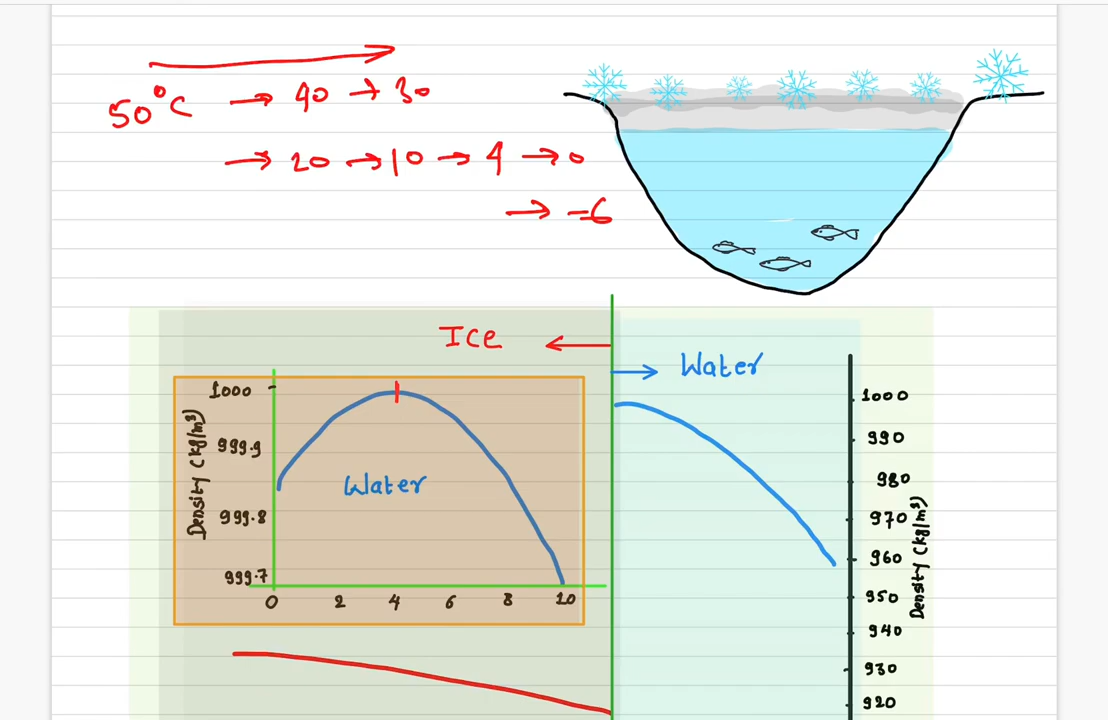 50°C → 40 → 30
→ 20 → 10 → 4 → 0
→ -6
ICe ←
→ Water
1000
999.9
999.8
999.7
Density (kg/m³)
Water
0 2 4 6 8 10
1000
990
980
970
960
950
940
930
920
Density (kg/m³)